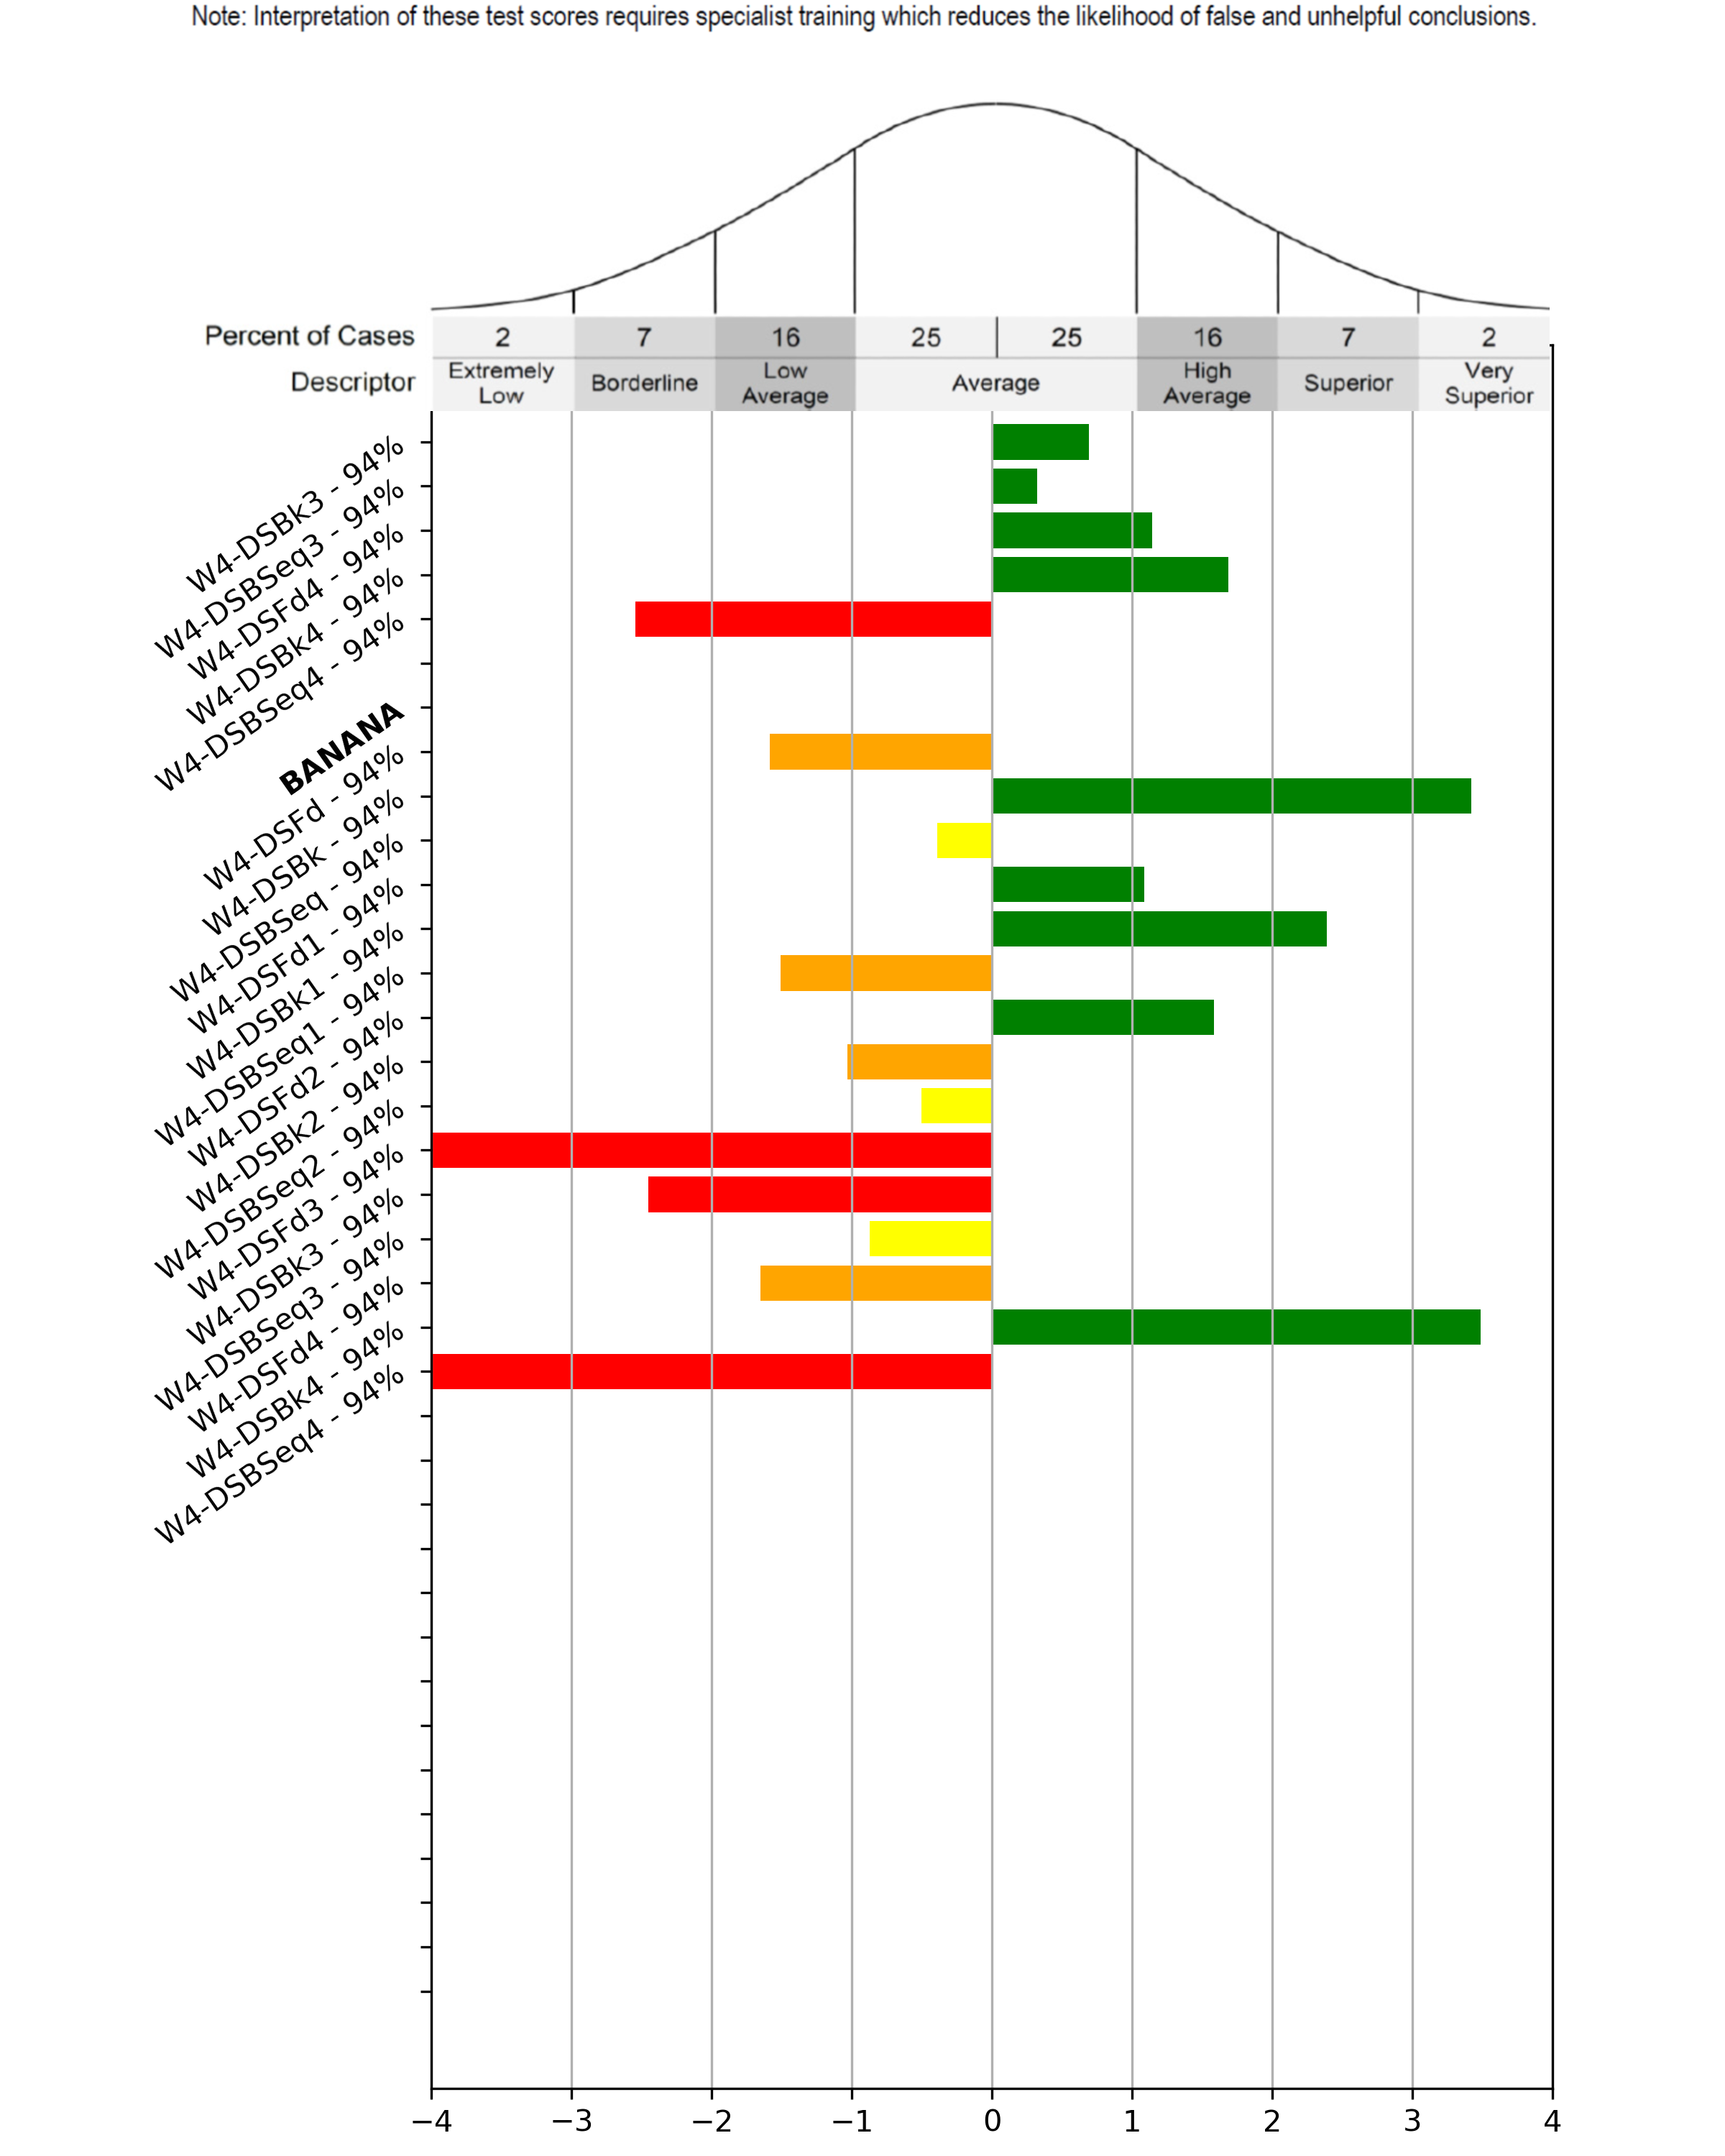 Note: Interpretation of these test scores requires specialist training which reduces the likelihood of false and unhelpful conclusions.
Percent of Cases 2 7 16 25 25 16 7 2
Descriptor Extremely Low Borderline Low Average Average High Average Superior Very Superior
W4-DSBk3 - 94%
W4-DSBSeq3 - 94%
W4-DSFd4 - 94%
W4-DSBk4 - 94%
W4-DSBSeq4 - 94%
BANANA
W4-DSFd - 94%
W4-DSBk - 94%
W4-DSBSeq - 94%
W4-DSFd1 - 94%
W4-DSBk1 - 94%
W4-DSBSeq1 - 94%
W4-DSFd2 - 94%
W4-DSBk2 - 94%
W4-DSBSeq2 - 94%
W4-DSFd3 - 94%
W4-DSBk3 - 94%
W4-DSBSeq3 - 94%
W4-DSFd4 - 94%
W4-DSBk4 - 94%
W4-DSBSeq4 - 94%
−4 −3 −2 −1 0 1 2 3 4